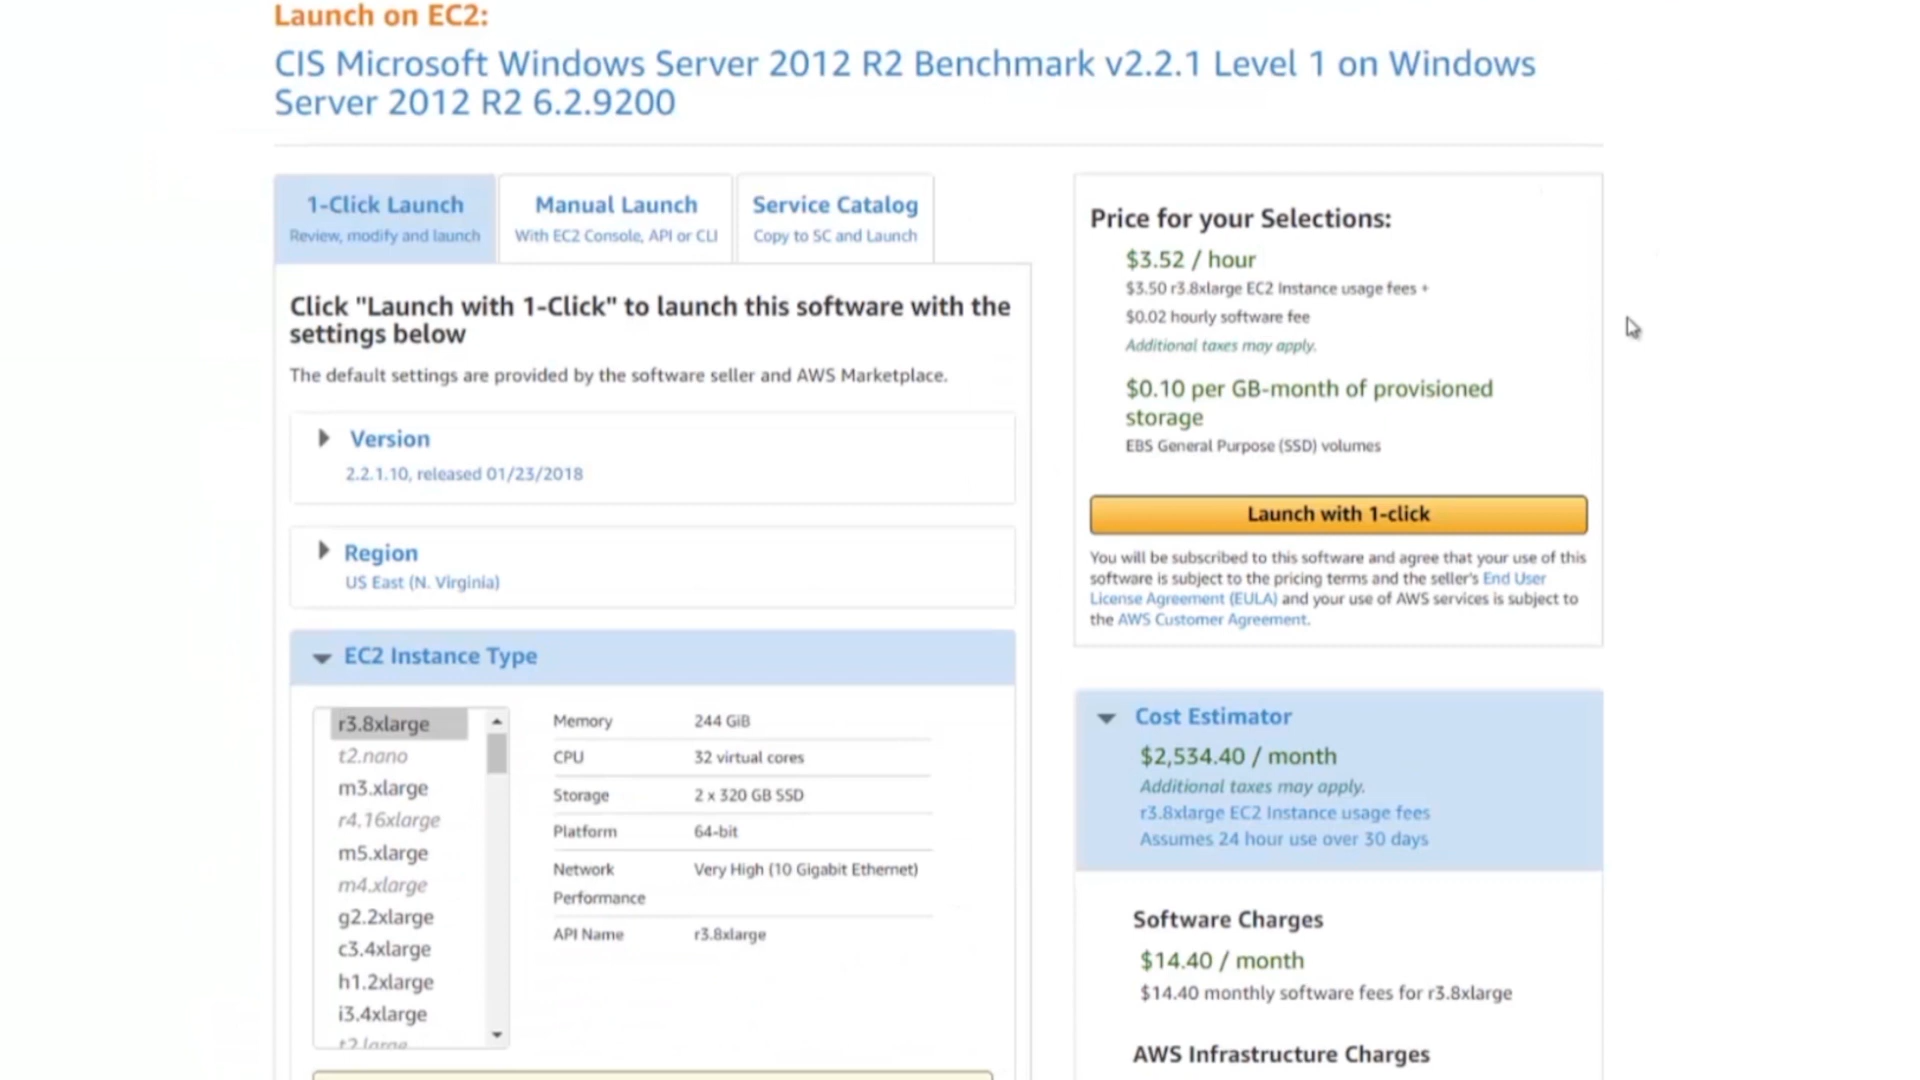 Launch on EC2:
CIS Microsoft Windows Server 2012 R2 Benchmark v2.2.1 Level 1 on Windows
Server 2012 R2 6.2.9200
1-Click Launch
Review, modify and launch
Manual Launch
With EC2 Console, API or CLI
Service Catalog
Copy to SC and Launch
Click "Launch with 1-Click" to launch this software with the
settings below
The default settings are provided by the software seller and AWS Marketplace.
Version
2.2.1.10, released 01/23/2018
Region
US East (N. Virginia)
EC2 Instance Type
r3.8xlarge
t2.nano
m3.xlarge
r4.16xlarge
m5.xlarge
m4.xlarge
g2.2xlarge
c3.4xlarge
h1.2xlarge
i3.4xlarge
t2.large
Memory 244 GiB
CPU 32 virtual cores
Storage 2 x 320 GB SSD
Platform 64-bit
Network Very High (10 Gigabit Ethernet)
Performance
API Name r3.8xlarge
Price for your Selections:
$3.52 / hour
$3.50 r3.8xlarge EC2 Instance usage fees +
$0.02 hourly software fee
Additional taxes may apply.
$0.10 per GB-month of provisioned
storage
EBS General Purpose (SSD) volumes
Launch with 1-click
You will be subscribed to this software and agree that your use of this
software is subject to the pricing terms and the seller's End User
License Agreement (EULA) and your use of AWS services is subject to
the AWS Customer Agreement.
Cost Estimator
$2,534.40 / month
Additional taxes may apply.
r3.8xlarge EC2 Instance usage fees
Assumes 24 hour use over 30 days
Software Charges
$14.40 / month
$14.40 monthly software fees for r3.8xlarge
AWS Infrastructure Charges